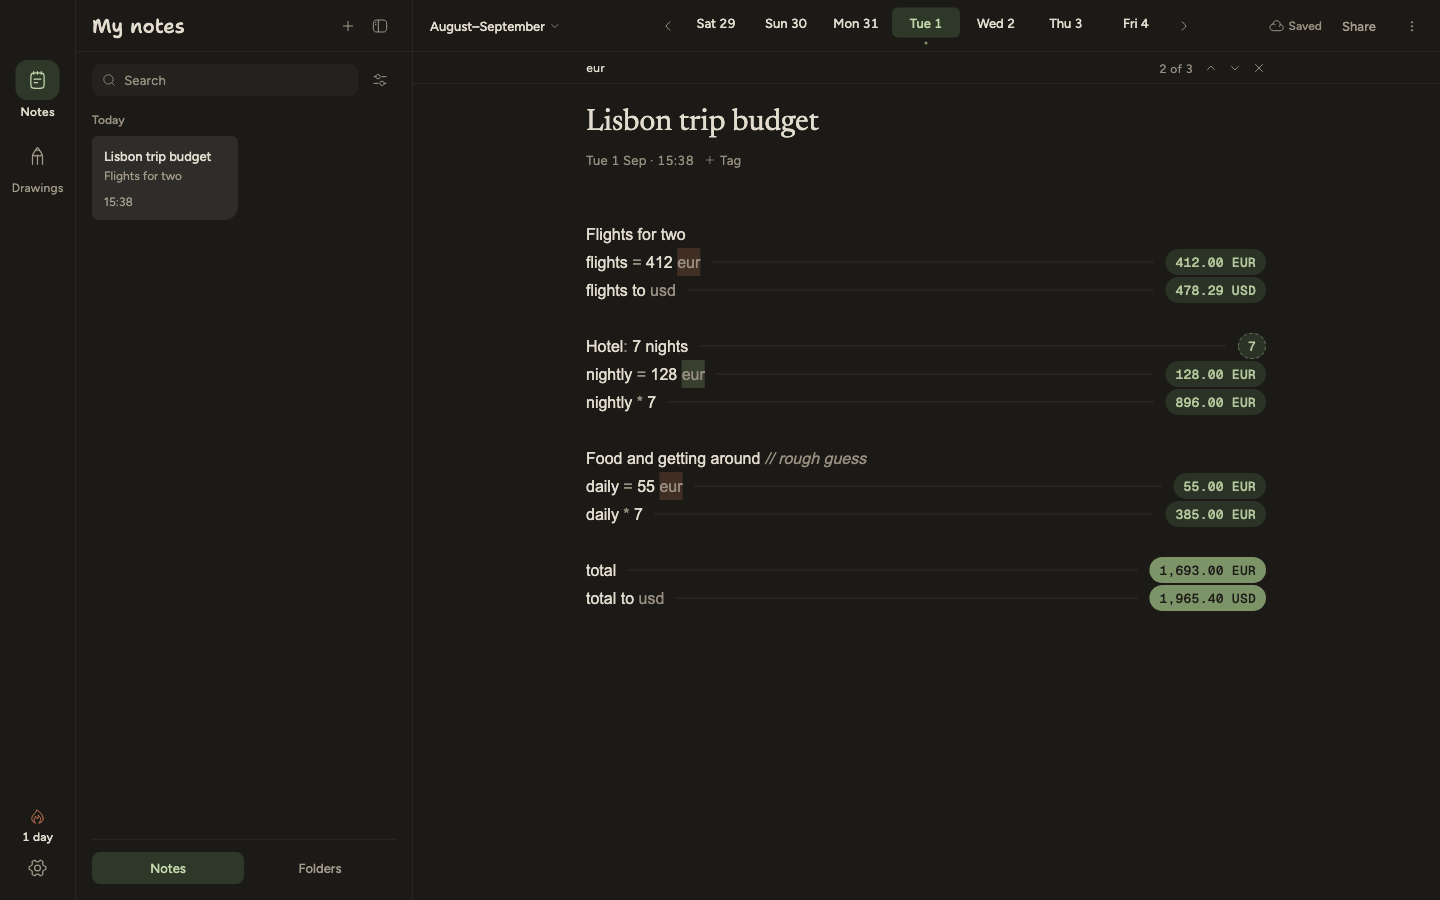 My notes
Notes
Drawings
Search
Today
Lisbon trip budget
Flights for two
15:38
1 day
Notes
Folders
August–September
Sat 29
Sun 30
Mon 31
Tue 1
Wed 2
Thu 3
Fri 4
Saved
Share
eur
2 of 3
Lisbon trip budget
Tue 1 Sep · 15:38 + Tag
Flights for two
flights = 412 eur 412.00 EUR
flights to usd 478.29 USD
Hotel: 7 nights 7
nightly = 128 eur 128.00 EUR
nightly * 7 896.00 EUR
Food and getting around // rough guess
daily = 55 eur 55.00 EUR
daily * 7 385.00 EUR
total 1,693.00 EUR
total to usd 1,965.40 USD